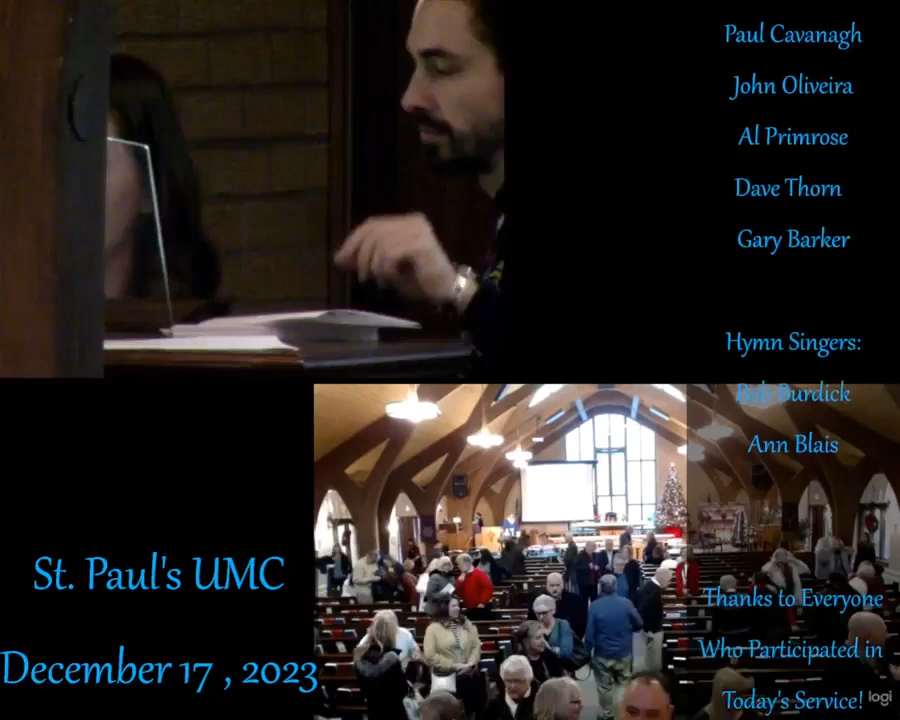 Paul Cavanagh
John Oliveira
Al Primrose
Dave Thorn
Gary Barker
Hymn Singers:
Bob Burdick
Ann Blais
St. Paul's UMC
December 17 , 2023
Thanks to Everyone
Who Participated in
Today's Service!
logi